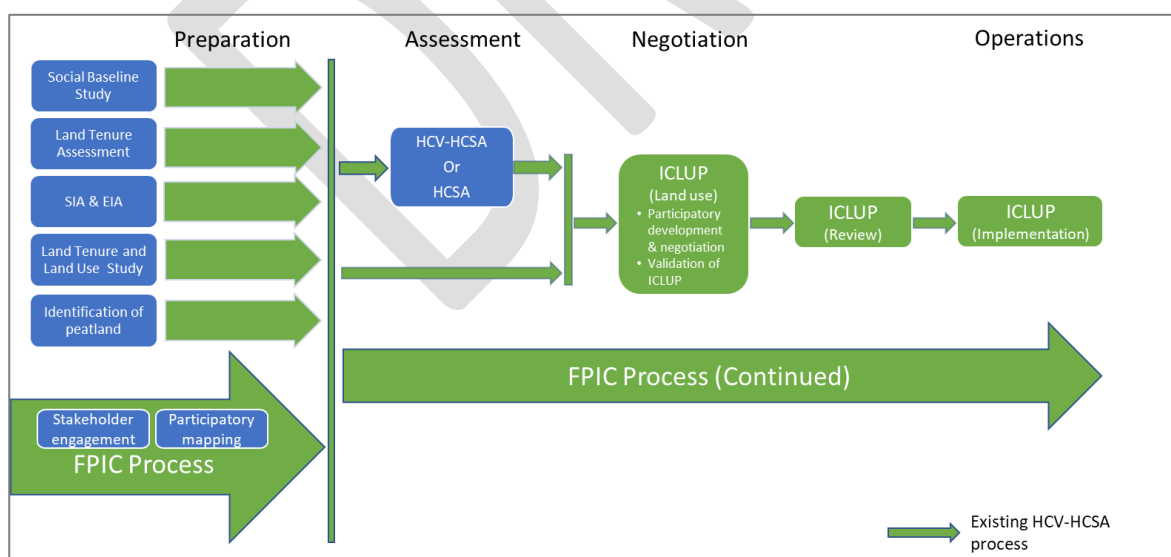 Preparation
Assessment
Negotiation
Operations
Social Baseline
Study
Land Tenure
Assessment
SIA & EIA
Land Tenure and
Land Use Study
Identification of
peatland
HCV-HCSA
Or
HCSA
ICLUP
(Land use)
• Participatory
development
& negotiation
• Validation of
ICLUP
ICLUP
(Review)
ICLUP
(Implementation)
FPIC Process (Continued)
Stakeholder
engagement
Participatory
mapping
FPIC Process
Existing HCV-HCSA
process